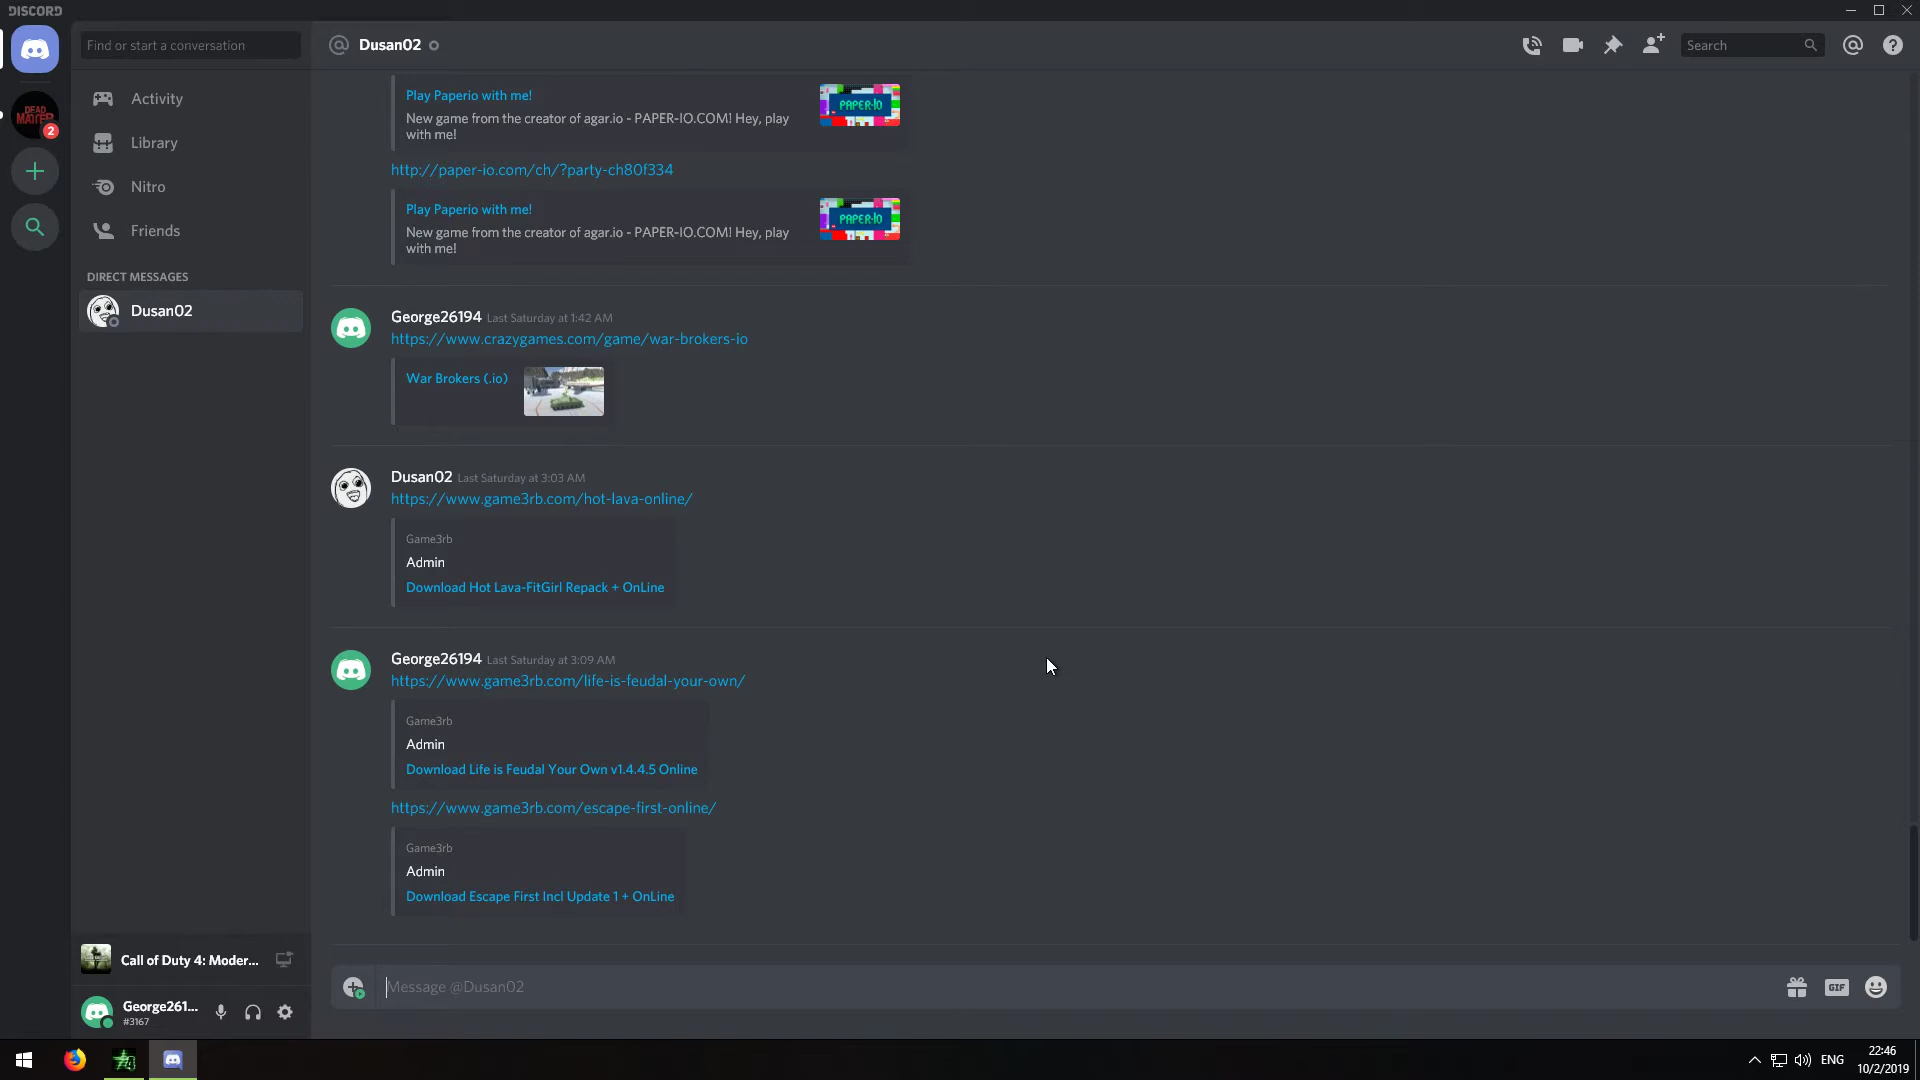 DISCORD
Find or start a conversation
Dusan02
Search
DEAD
MATTER
2
Activity
Library
Nitro
Friends
DIRECT MESSAGES
Dusan02
Play Paperio with me!
New game from the creator of agar.io - PAPER-IO.COM! Hey, play
with me!
PAPER-IO
http://paper-io.com/ch/?party-ch80f334
Play Paperio with me!
New game from the creator of agar.io - PAPER-IO.COM! Hey, play
with me!
PAPER-IO
George26194 Last Saturday at 1:42 AM
https://www.crazygames.com/game/war-brokers-io
War Brokers (.io)
Dusan02 Last Saturday at 3:03 AM
https://www.game3rb.com/hot-lava-online/
Game3rb
Admin
Download Hot Lava-FitGirl Repack + OnLine
George26194 Last Saturday at 3:09 AM
https://www.game3rb.com/life-is-feudal-your-own/
Game3rb
Admin
Download Life is Feudal Your Own v1.4.4.5 Online
https://www.game3rb.com/escape-first-online/
Game3rb
Admin
Download Escape First Incl Update 1 + OnLine
Call of Duty 4: Moder...
George261...
#3167
Message @Dusan02
GIF
ENG
22:46
10/2/2019